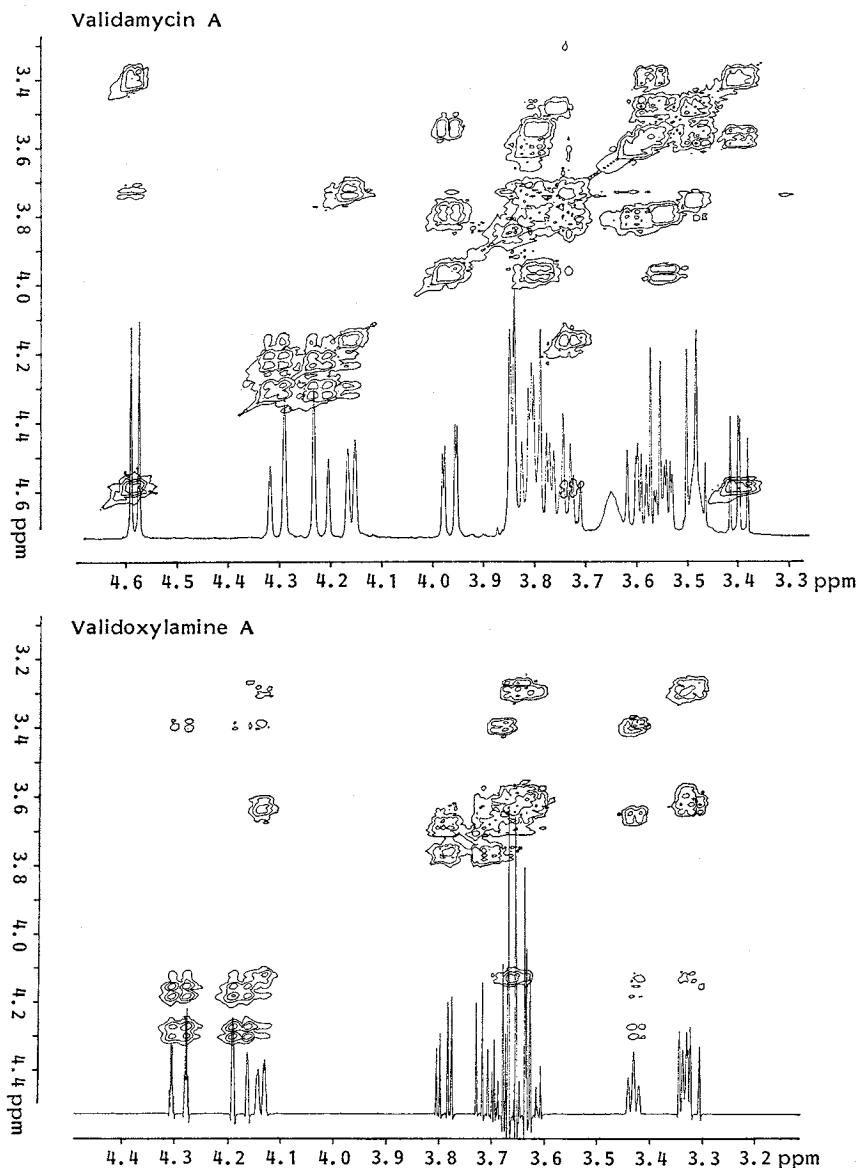 Validamycin A
3.4
3.6
3.8
4.0
4.2
4.4
4.6 ppm
4.6 4.5 4.4 4.3 4.2 4.1 4.0 3.9 3.8 3.7 3.6 3.5 3.4 3.3 ppm
Validoxylamine A
3.2
3.4
3.6
3.8
4.0
4.2
4.4 ppm
4.4 4.3 4.2 4.1 4.0 3.9 3.8 3.7 3.6 3.5 3.4 3.3 3.2 ppm